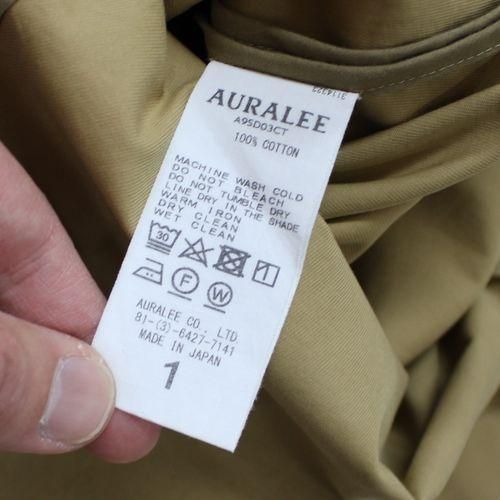 AURALEE
A9SD03CT
100% COTTON
MACHINE WASH COLD
DO NOT BLEACH
DO NOT TUMBLE DRY
LINE DRY IN THE SHADE
WARM IRON
DRY CLEAN
WET CLEAN
30
F
W
AURALEE CO., LTD.
81-(3)-6427-7141
MADE IN JAPAN
1